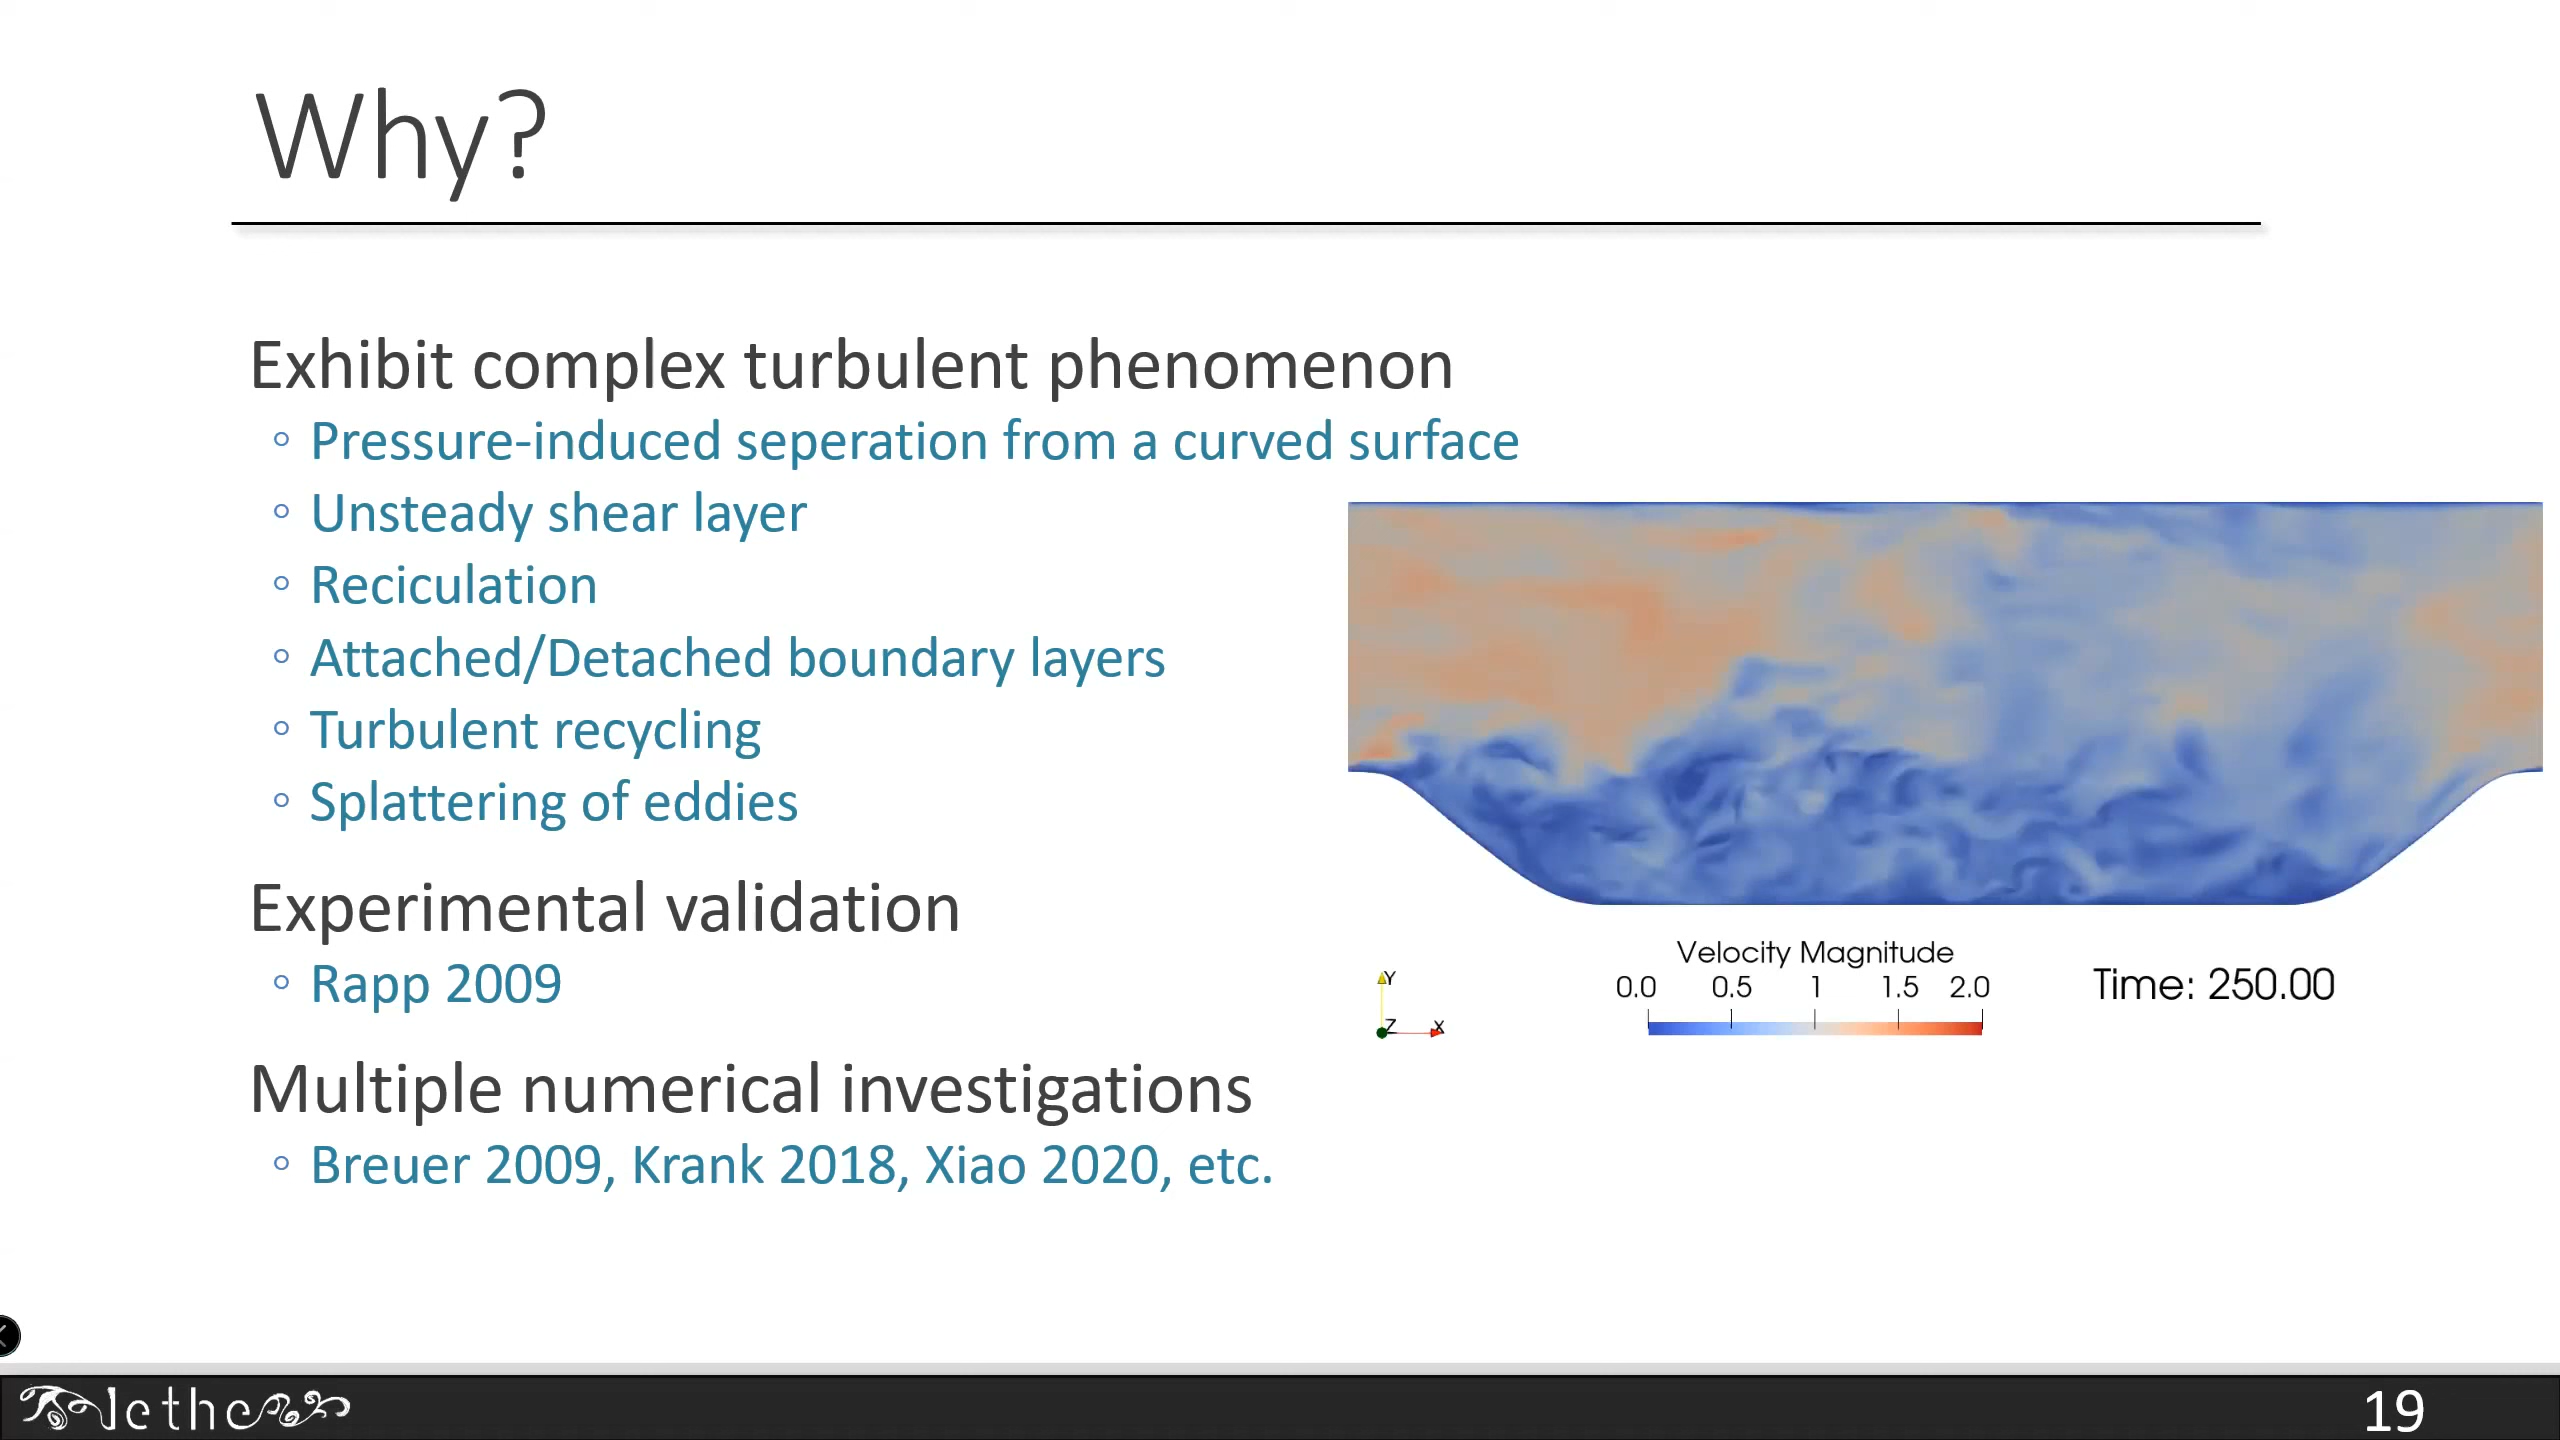 Why?
Exhibit complex turbulent phenomenon
◦ Pressure-induced seperation from a curved surface
◦ Unsteady shear layer
◦ Reciculation
◦ Attached/Detached boundary layers
◦ Turbulent recycling
◦ Splattering of eddies
Experimental validation
◦ Rapp 2009
Multiple numerical investigations
◦ Breuer 2009, Krank 2018, Xiao 2020, etc.
Y
Z X
Velocity Magnitude
0.0 0.5 1 1.5 2.0
Time: 250.00
lethe
19